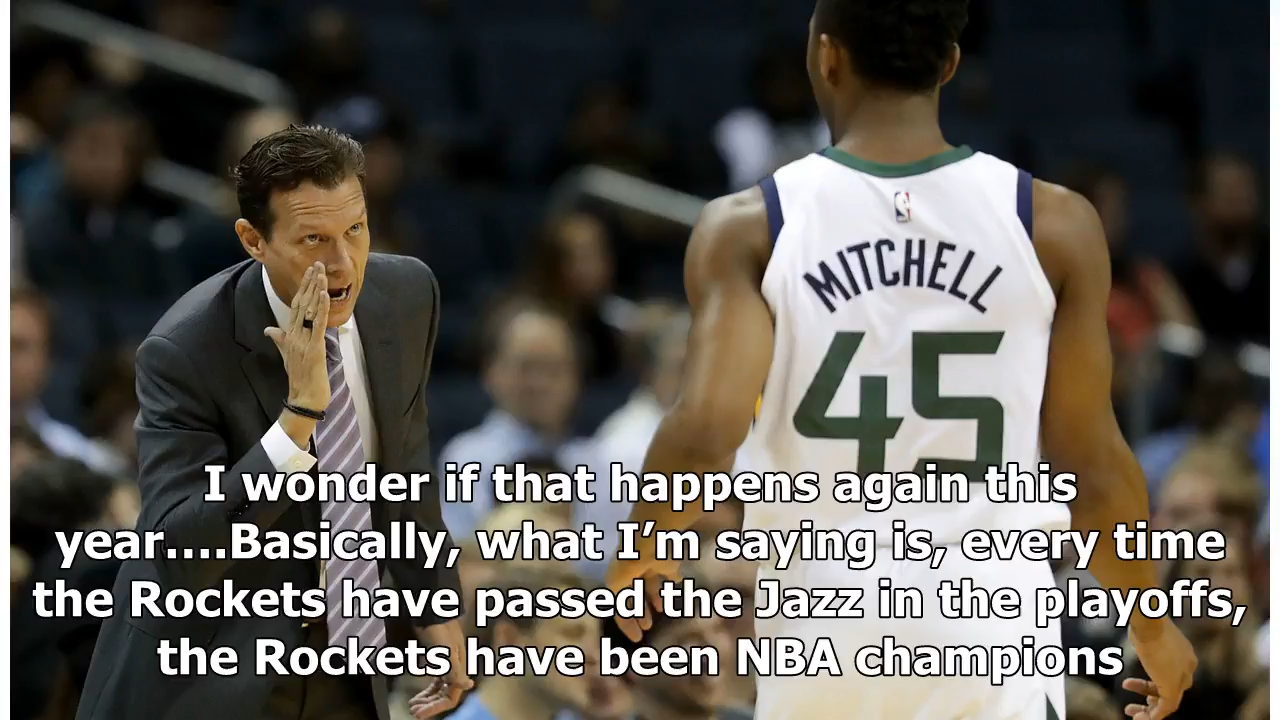 MITCHELL
45
I wonder if that happens again this
year....Basically, what I’m saying is, every time
the Rockets have passed the Jazz in the playoffs,
the Rockets have been NBA champions